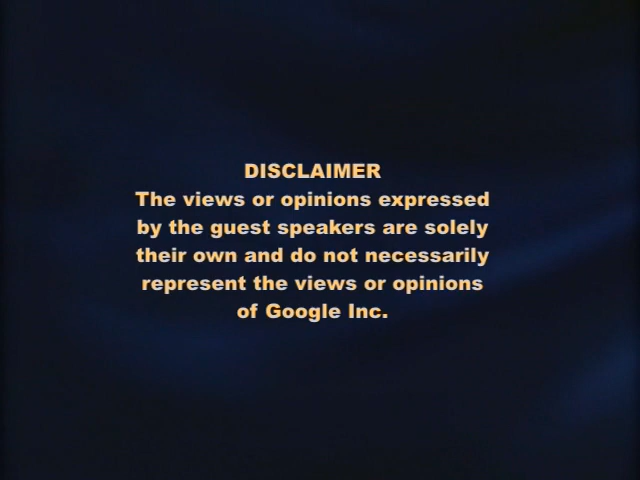 DISCLAIMER
The views or opinions expressed
by the guest speakers are solely
their own and do not necessarily
represent the views or opinions
of Google Inc.